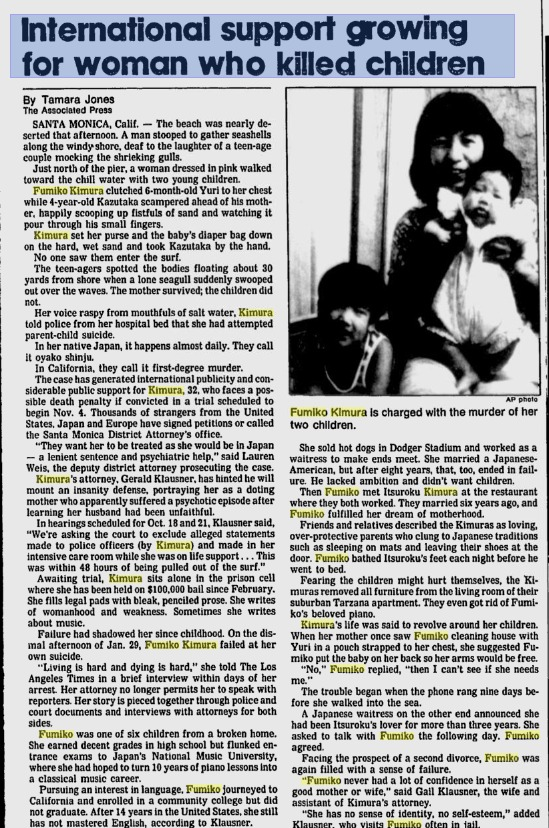 International support growing
for woman who killed children
By Tamara Jones
The Associated Press
SANTA MONICA, Calif. — The beach was nearly de-
serted that afternoon. A man stooped to gather seashells
along the windy shore, deaf to the laughter of a teen-age
couple mocking the shrieking gulls.
Just north of the pier, a woman dressed in pink walked
toward the chill water with two young children.
Fumiko Kimura clutched 6-month-old Yuri to her chest
while 4-year-old Kazutaka scampered ahead of his moth-
er, happily scooping up fistfuls of sand and watching it
pour through his small fingers.
Kimura set her purse and the baby's diaper bag down
on the hard, wet sand and took Kazutaka by the hand.
No one saw them enter the surf.
The teen-agers spotted the bodies floating about 30
yards from shore when a lone seagull suddenly swooped
out over the waves. The mother survived; the children did
not.
Her voice raspy from mouthfuls of salt water, Kimura
told police from her hospital bed that she had attempted
parent-child suicide.
In her native Japan, it happens almost daily. They call
it oyako shinju.
In California, they call it first-degree murder.
The case has generated international publicity and con-
siderable public support for Kimura, 32, who faces a pos-
sible death penalty if convicted in a trial scheduled to
begin Nov. 4. Thousands of strangers from the United
States, Japan and Europe have signed petitions or called
the Santa Monica District Attorney's office.
"They want her to be treated as she would be in Japan
— a lenient sentence and psychiatric help," said Lauren
Weis, the deputy district attorney prosecuting the case.
Kimura's attorney, Gerald Klausner, has hinted he will
mount an insanity defense, portraying her as a doting
mother who apparently suffered a psychotic episode after
learning her husband had been unfaithful.
In hearings scheduled for Oct. 18 and 21, Klausner said,
"We're asking the court to exclude alleged statements
made to police officers (by Kimura) and made in her
intensive care room while she was on life support . . . This
was within 48 hours of being pulled out of the surf."
Awaiting trial, Kimura sits alone in the prison cell
where she has been held on $100,000 bail since February.
She fills legal pads with bleak, penciled prose. She writes
of womanhood and weakness. Sometimes she writes
about music.
Failure had shadowed her since childhood. On the dis-
mal afternoon of Jan. 29, Fumiko Kimura failed at her
own suicide.
"Living is hard and dying is hard," she told The Los
Angeles Times in a brief interview within days of her
arrest. Her attorney no longer permits her to speak with
reporters. Her story is pieced together through police and
court documents and interviews with attorneys for both
sides.
Fumiko was one of six children from a broken home.
She earned decent grades in high school but flunked en-
trance exams to Japan's National Music University,
where she had hoped to turn 10 years of piano lessons into
a classical music career.
Pursuing an interest in language, Fumiko journeyed to
California and enrolled in a community college but did
not graduate. After 14 years in the United States, she still
has not mastered English, according to Klausner.
AP photo
Fumiko Kimura is charged with the murder of her
two children.
She sold hot dogs in Dodger Stadium and worked as a
waitress to make ends meet. She married a Japanese-
American, but after eight years, that, too, ended in fail-
ure. He lacked ambition and didn't want children.
Then Fumiko met Itsuroku Kimura at the restaurant
where they both worked. They married six years ago, and
Fumiko fulfilled her dream of motherhood.
Friends and relatives described the Kimuras as loving,
over-protective parents who clung to Japanese traditions
such as sleeping on mats and leaving their shoes at the
door. Fumiko bathed Itsuroku's feet each night before he
went to bed.
Fearing the children might hurt themselves, the Ki-
muras removed all furniture from the living room of their
suburban Tarzana apartment. They even got rid of Fumi-
ko's beloved piano.
Kimura's life was said to revolve around her children.
When her mother once saw Fumiko cleaning house with
Yuri in a pouch strapped to her chest, she suggested Fu-
miko put the baby on her back so her arms would be free.
"No," Fumiko replied, "then I can't see if she needs
me."
The trouble began when the phone rang nine days be-
fore she walked into the sea.
A Japanese waitress on the other end announced she
had been Itsuroku's lover for more than three years. She
asked to talk with Fumiko the following day. Fumiko
agreed.
Facing the prospect of a second divorce, Fumiko was
again filled with a sense of failure.
"Fumiko never had a lot of confidence in herself as a
good mother or wife," said Gail Klausner, the wife and
assistant of Kimura's attorney.
"She has no sense of identity, no self-esteem," added
Klausner, who visits Fumiko often in jail.